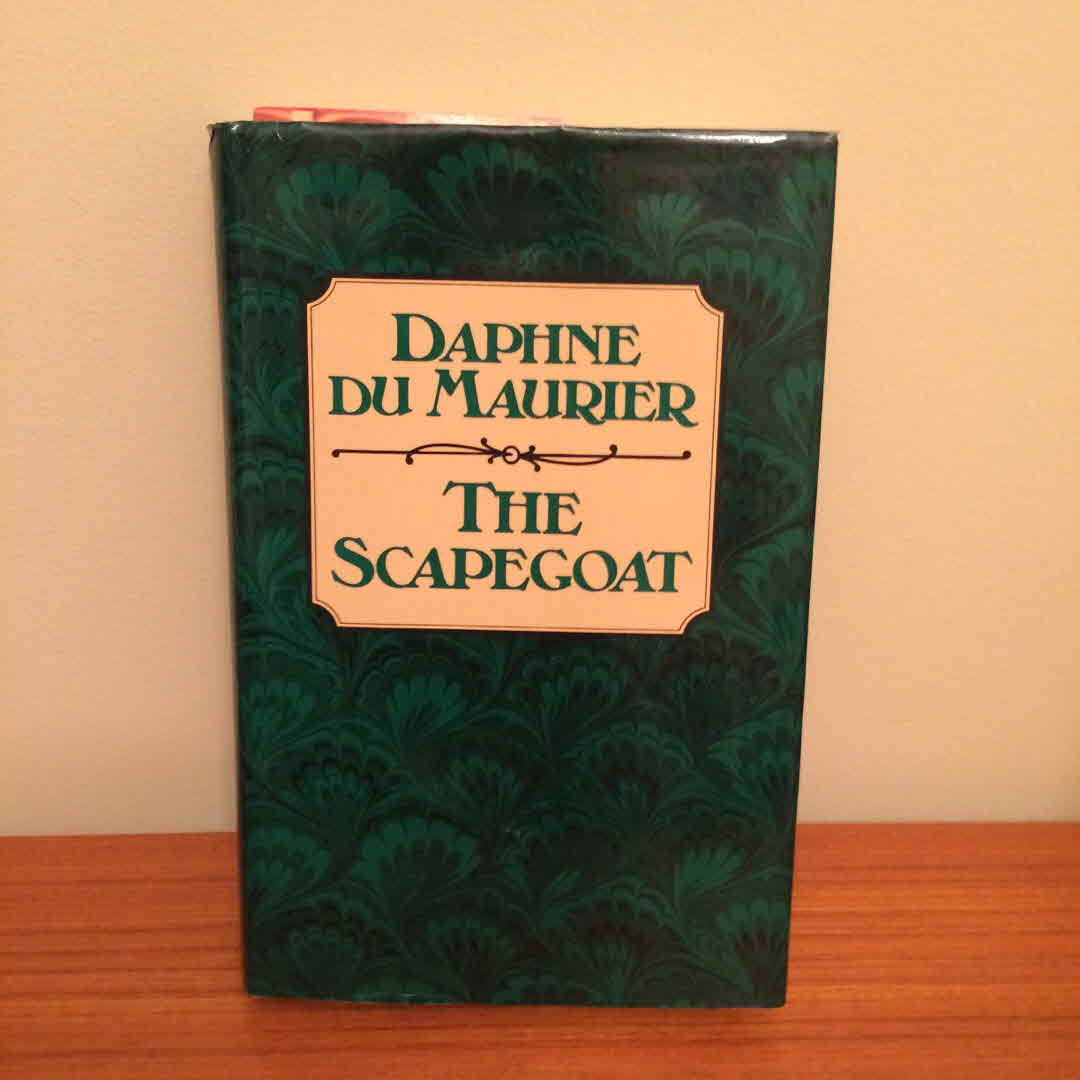 DAPHNE
DU MAURIER
THE
SCAPEGOAT